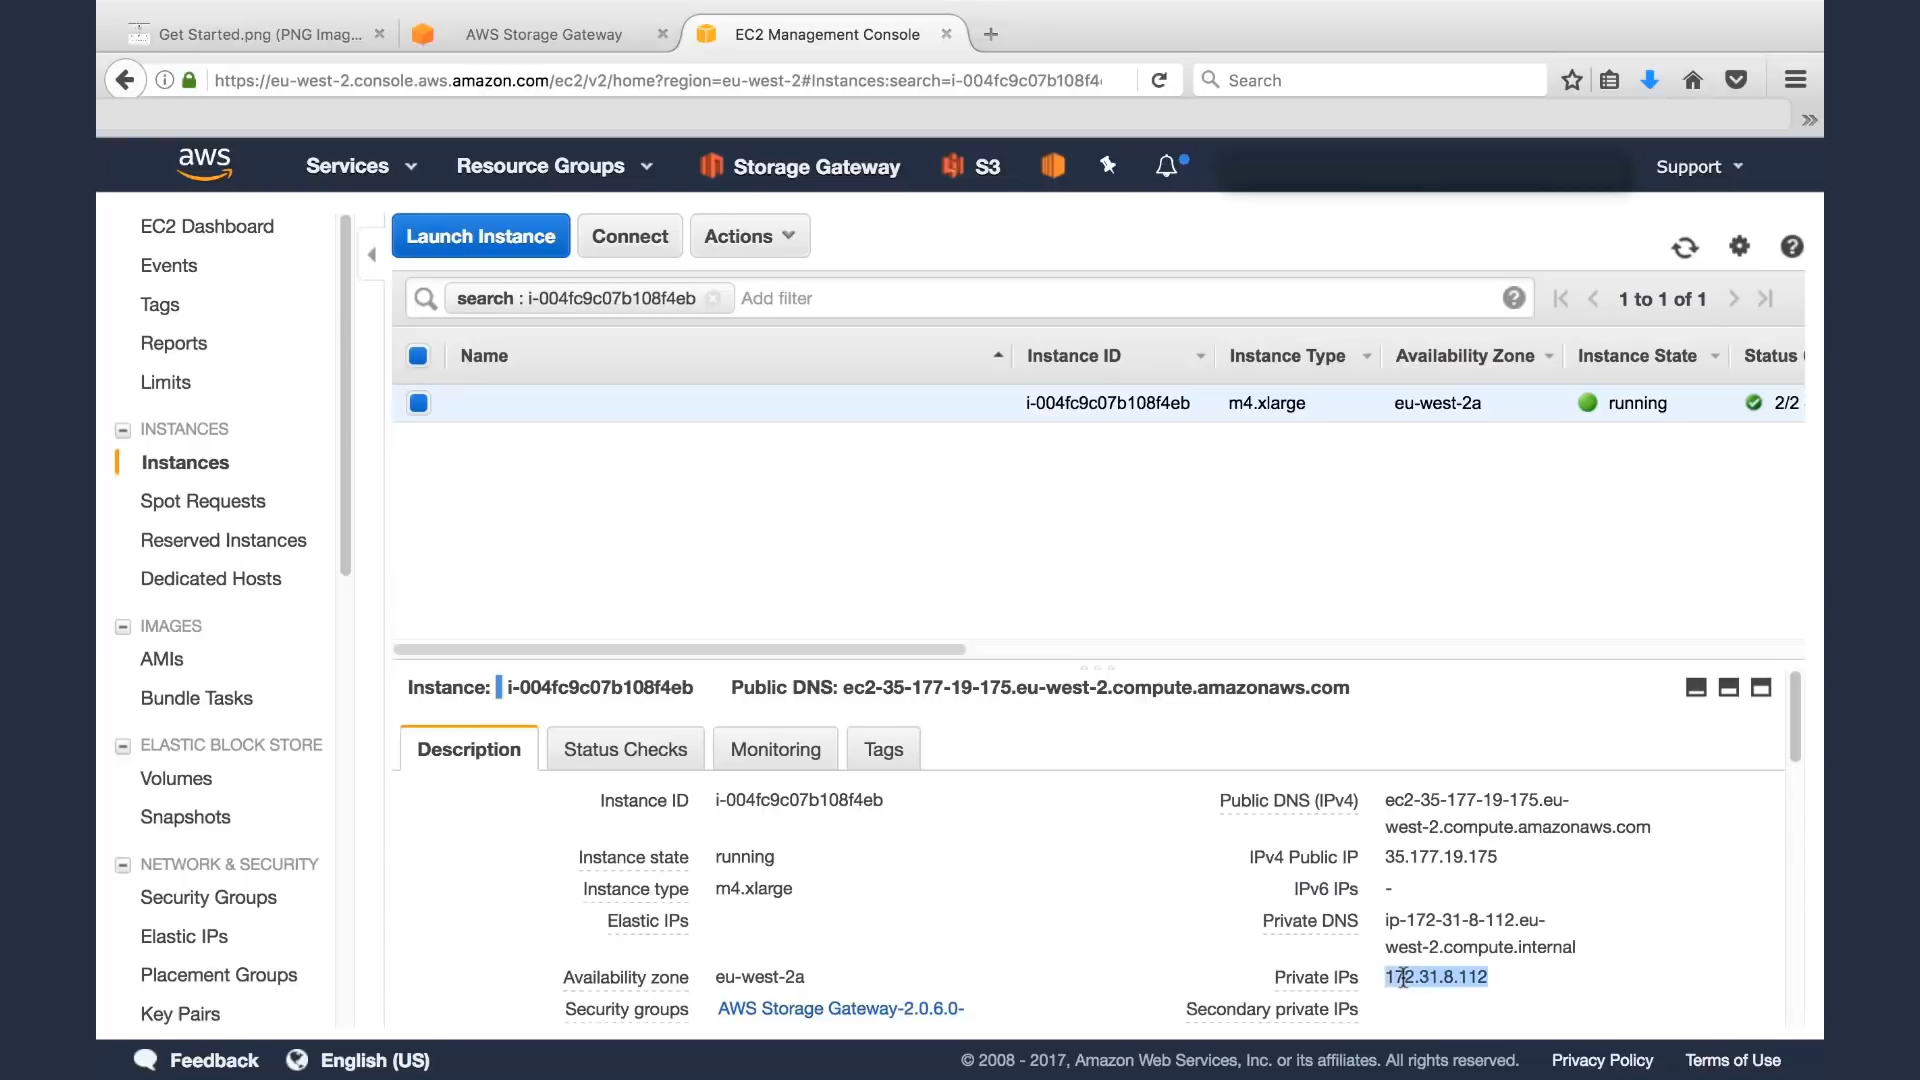 Get Started.png (PNG Imag...
AWS Storage Gateway
EC2 Management Console
https://eu-west-2.console.aws.amazon.com/ec2/v2/home?region=eu-west-2#Instances:search=i-004fc9c07b108f4
Search
aws
Services
Resource Groups
Storage Gateway
S3
Support
EC2 Dashboard
Events
Tags
Reports
Limits
INSTANCES
Instances
Spot Requests
Reserved Instances
Dedicated Hosts
IMAGES
AMIs
Bundle Tasks
ELASTIC BLOCK STORE
Volumes
Snapshots
NETWORK & SECURITY
Security Groups
Elastic IPs
Placement Groups
Key Pairs
Launch Instance
Connect
Actions
search : i-004fc9c07b108f4eb
Add filter
1 to 1 of 1
Name
Instance ID
Instance Type
Availability Zone
Instance State
Status
i-004fc9c07b108f4eb
m4.xlarge
eu-west-2a
running
2/2
Instance: i-004fc9c07b108f4eb
Public DNS: ec2-35-177-19-175.eu-west-2.compute.amazonaws.com
Description
Status Checks
Monitoring
Tags
Instance ID
i-004fc9c07b108f4eb
Instance state
running
Instance type
m4.xlarge
Elastic IPs
Availability zone
eu-west-2a
Security groups
AWS Storage Gateway-2.0.6.0-
Public DNS (IPv4)
ec2-35-177-19-175.eu-
west-2.compute.amazonaws.com
IPv4 Public IP
35.177.19.175
IPv6 IPs
-
Private DNS
ip-172-31-8-112.eu-
west-2.compute.internal
Private IPs
172.31.8.112
Secondary private IPs
Feedback
English (US)
© 2008 - 2017, Amazon Web Services, Inc. or its affiliates. All rights reserved.
Privacy Policy
Terms of Use